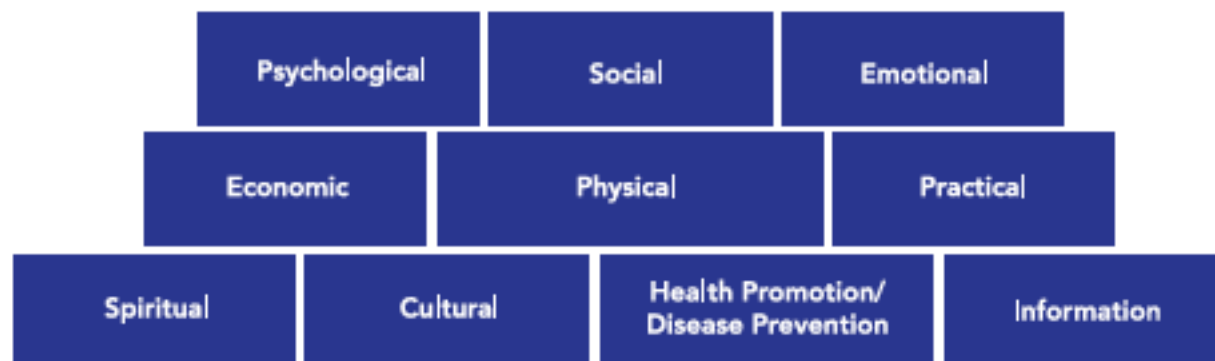 Psychological
Social
Emotional
Economic
Physical
Practical
Spiritual
Cultural
Health Promotion/
Disease Prevention
Information